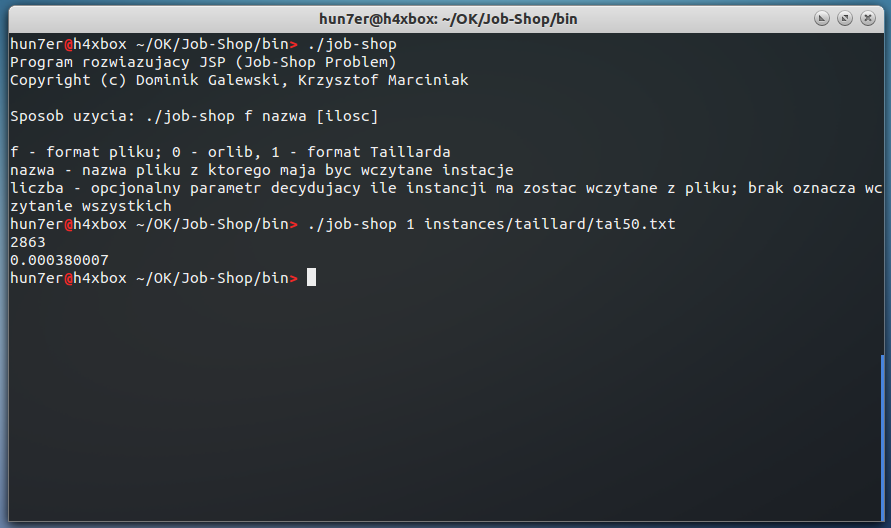 hun7er@h4xbox: ~/OK/Job-Shop/bin
hun7er@h4xbox ~/OK/Job-Shop/bin> ./job-shop
Program rozwiazujacy JSP (Job-Shop Problem)
Copyright (c) Dominik Galewski, Krzysztof Marciniak
Sposob uzycia: ./job-shop f nazwa [ilosc]
f - format pliku; 0 - orlib, 1 - format Taillarda
nazwa - nazwa pliku z ktorego maja byc wczytane instacje
liczba - opcjonalny parametr decydujacy ile instancji ma zostac wczytane z pliku; brak oznacza wc
zytanie wszystkich
hun7er@h4xbox ~/OK/Job-Shop/bin> ./job-shop 1 instances/taillard/tai50.txt
2863
0.000380007
hun7er@h4xbox ~/OK/Job-Shop/bin>